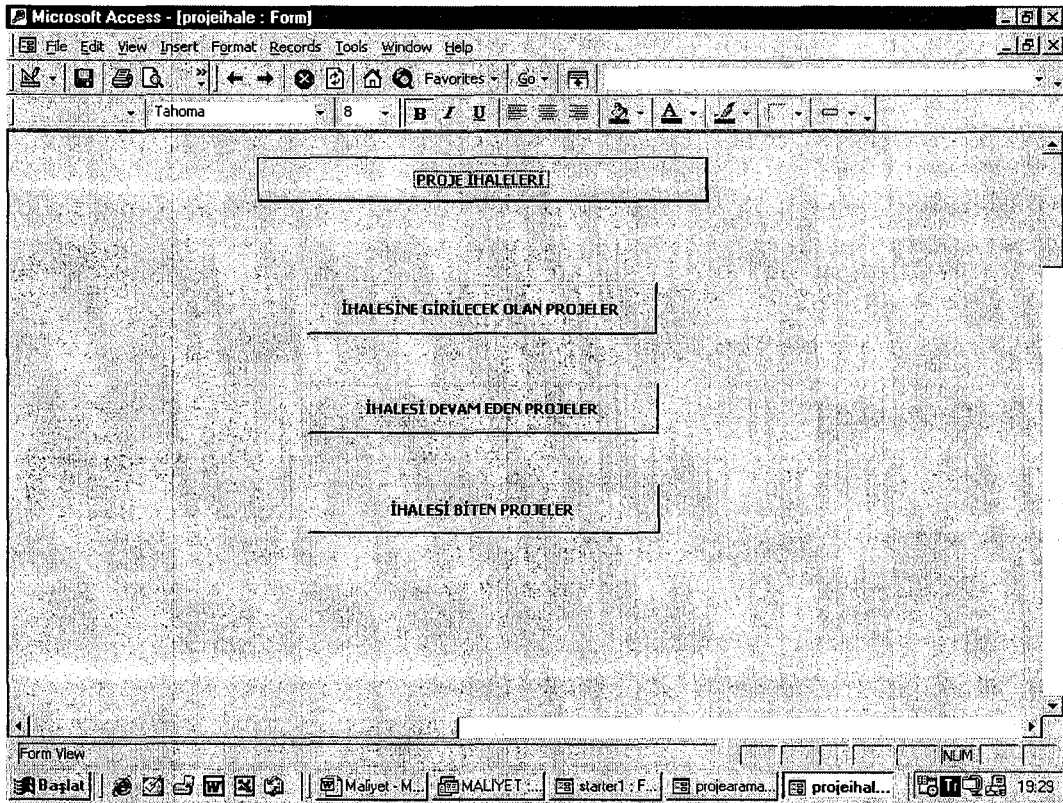 Microsoft Access - [projeihale : Form]
File Edit View Insert Format Records Tools Window Help
Favorites Go
Tahoma 8 B I U A
PROJE İHALELERİ
İHALESİNE GİRİLECEK OLAN PROJELER
İHALESİ DEVAM EDEN PROJELER
İHALESİ BİTEN PROJELER
Form View NUM
Başlat Maliyet - M... MALİYET :... starter1 : F... projearama... projeihal... 19:29